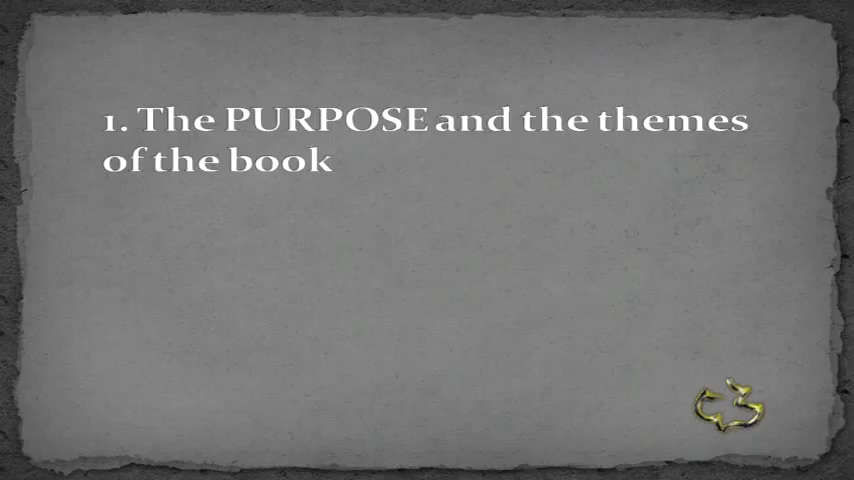 1. The PURPOSE and the themes
of the book